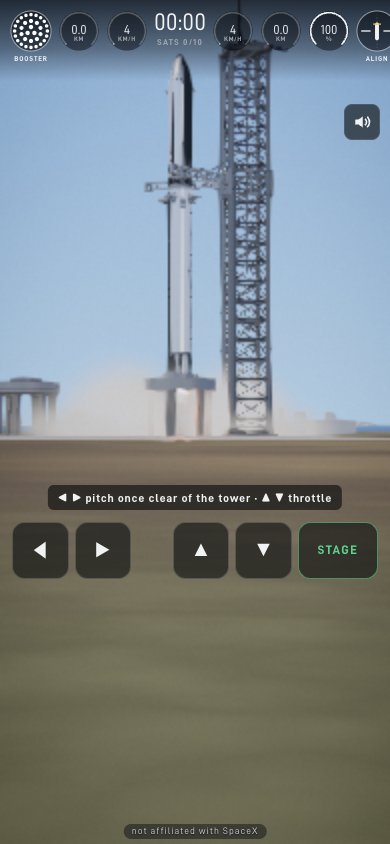 00:00
SATS 0/10
BOOSTER
0.0
KM
4
KM/H
4
KM/H
0.0
KM
100
%
ALIGN
◀ ▶ pitch once clear of the tower · ▲ ▼ throttle
STAGE
not affiliated with SpaceX